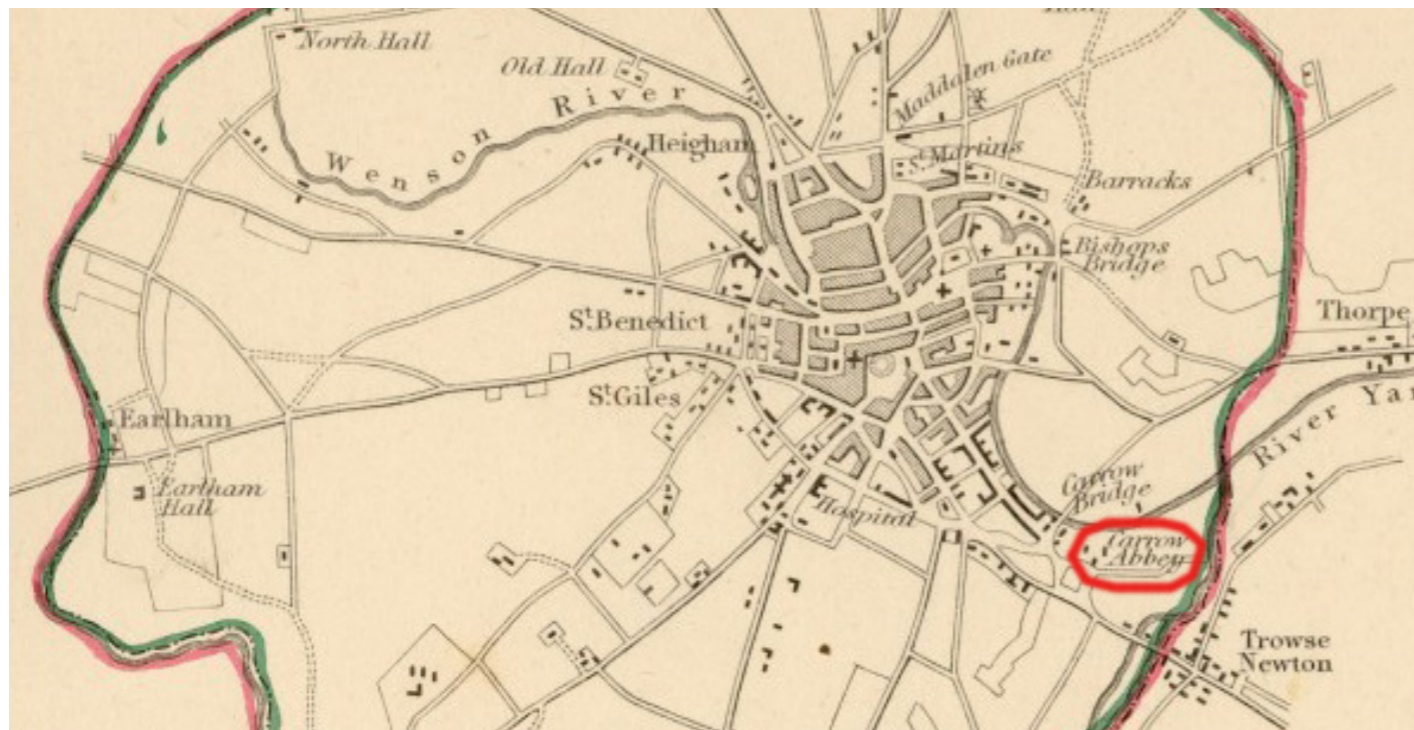 North Hall
Old Hall
Wenson River
Maddalen Gate
Heigham
St. Martins
Barracks
Bishops
Bridge
Thorpe
St. Benedict
St. Giles
Earlham
Earlham
Hall
River Yar
Carrow
Bridge
Hospital
Carrow
Abbey
Trowse
Newton